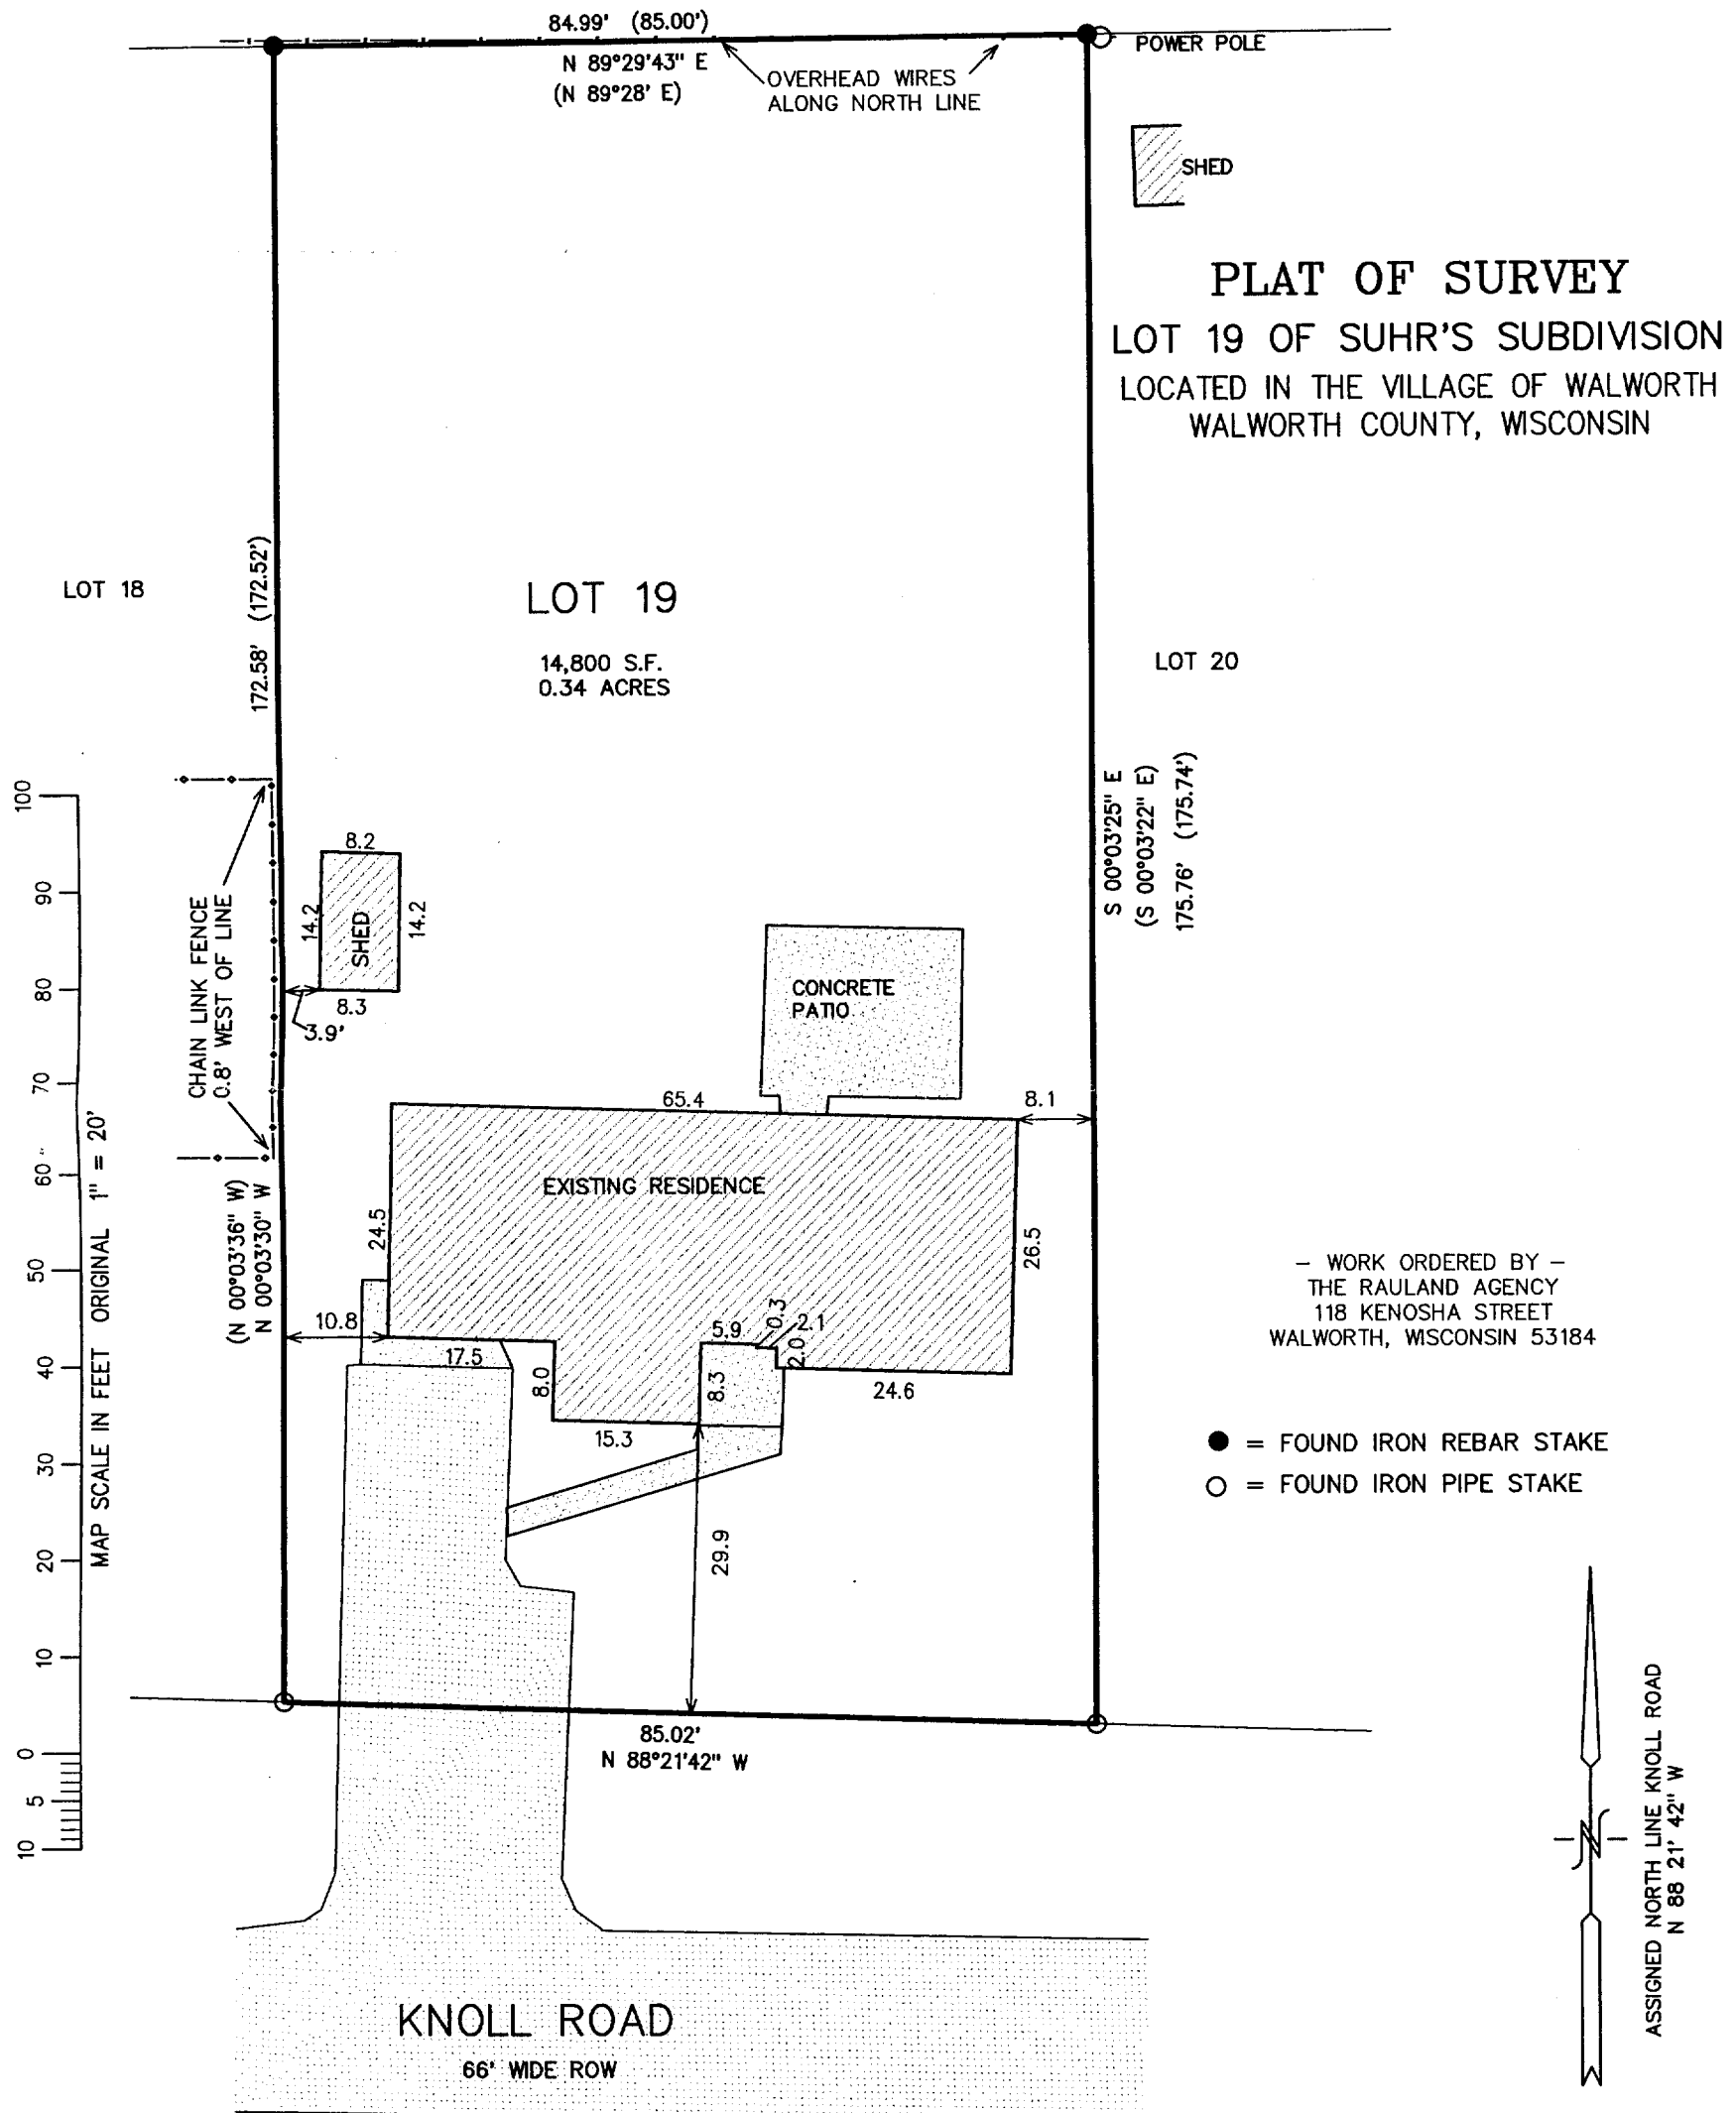 84.99' (85.00')
N 89°29'43" E
(N 89°28' E)
OVERHEAD WIRES
ALONG NORTH LINE
POWER POLE
SHED
PLAT OF SURVEY
LOT 19 OF SUHR'S SUBDIVISION
LOCATED IN THE VILLAGE OF WALWORTH
WALWORTH COUNTY, WISCONSIN
LOT 18
172.58' (172.52')
LOT 19
14,800 S.F.
0.34 ACRES
LOT 20
S 00°03'25" E
(S 00°03'22" E)
175.76' (175.74')
CHAIN LINK FENCE
0.8' WEST OF LINE
8.2
14.2
SHED
14.2
8.3
3.9'
CONCRETE
PATIO
65.4
8.1
EXISTING RESIDENCE
24.5
26.5
(N 00°03'36" W)
N 00°03'30" W
10.8
17.5
8.0
15.3
5.9
0.3
2.1
2.0
8.3
24.6
29.9
100
90
80
70
60
50
40
30
20
10
0
5
10
MAP SCALE IN FEET ORIGINAL 1" = 20'
– WORK ORDERED BY –
THE RAULAND AGENCY
118 KENOSHA STREET
WALWORTH, WISCONSIN 53184
= FOUND IRON REBAR STAKE
= FOUND IRON PIPE STAKE
85.02'
N 88°21'42" W
N
ASSIGNED NORTH LINE KNOLL ROAD
N 88 21' 42" W
KNOLL ROAD
66' WIDE ROW